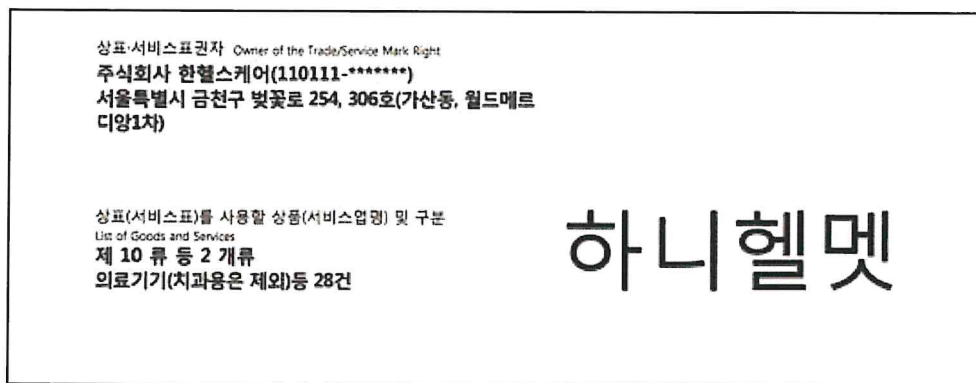 상표·서비스표권자 Owner of the Trade/Service Mark Right
주식회사 한헬스케어(110111-*******)
서울특별시 금천구 벚꽃로 254, 306호(가산동, 월드메르
디앙1차)
상표(서비스표)를 사용할 상품(서비스업명) 및 구분
List of Goods and Services
제 10 류 등 2 개류
의료기기(치과용은 제외)등 28건
하니헬멧